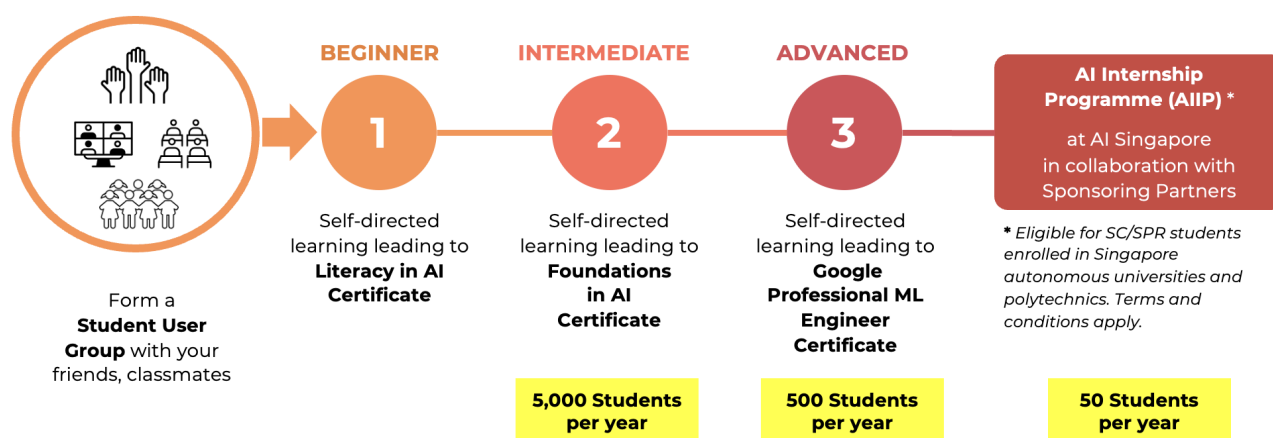 BEGINNER
INTERMEDIATE
ADVANCED
1
2
3
AI Internship
Programme (AIIP) *
at AI Singapore
in collaboration with
Sponsoring Partners
Form a
Student User
Group with your
friends, classmates
Self-directed
learning leading to
Literacy in AI
Certificate
Self-directed
learning leading to
Foundations
in AI
Certificate
Self-directed
learning leading to
Google
Professional ML
Engineer
Certificate
* Eligible for SC/SPR students
enrolled in Singapore
autonomous universities and
polytechnics. Terms and
conditions apply.
5,000 Students
per year
500 Students
per year
50 Students
per year